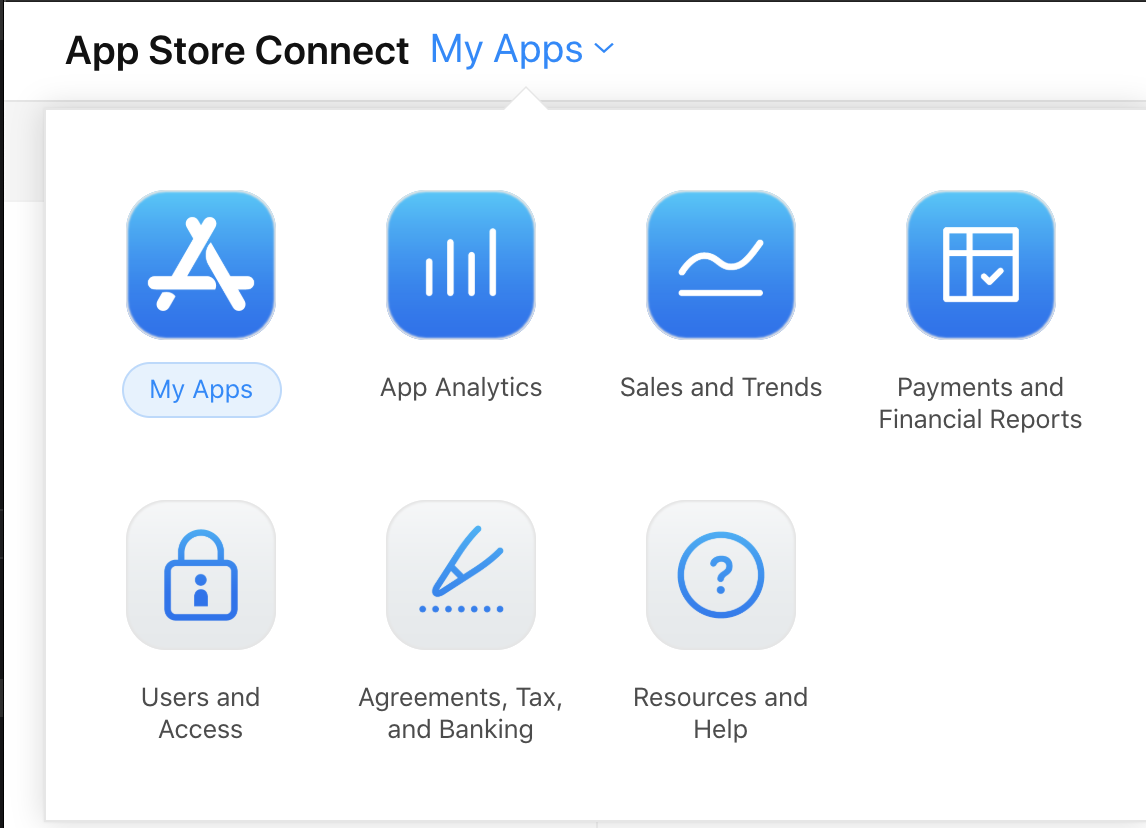 App Store Connect My Apps
My Apps
App Analytics
Sales and Trends
Payments and
Financial Reports
Users and
Access
Agreements, Tax,
and Banking
Resources and
Help